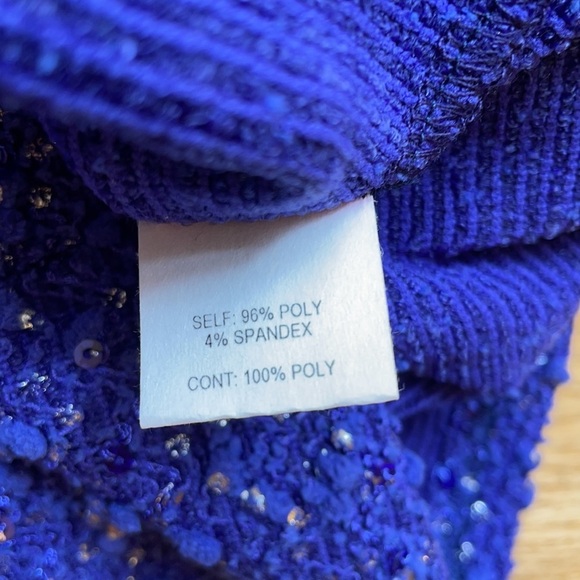 SELF: 96% POLY
4% SPANDEX
CONT: 100% POLY